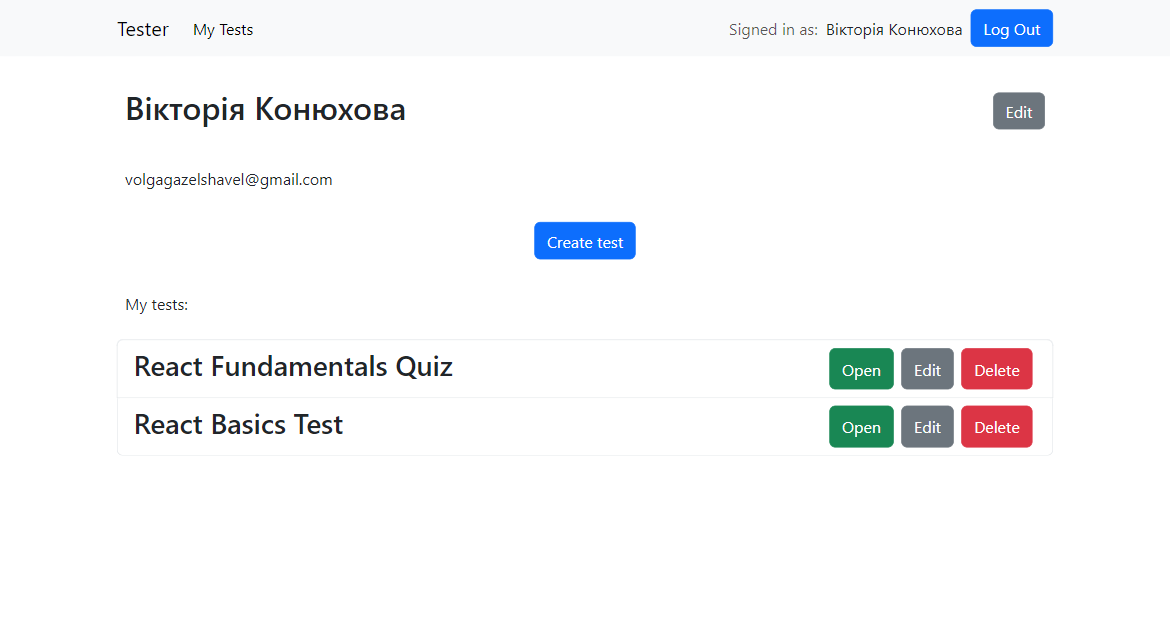 Tester My Tests Signed in as: Вікторія Конюхова Log Out
Вікторія Конюхова Edit
volgagazelshavel@gmail.com
Create test
My tests:
React Fundamentals Quiz Open Edit Delete
React Basics Test Open Edit Delete